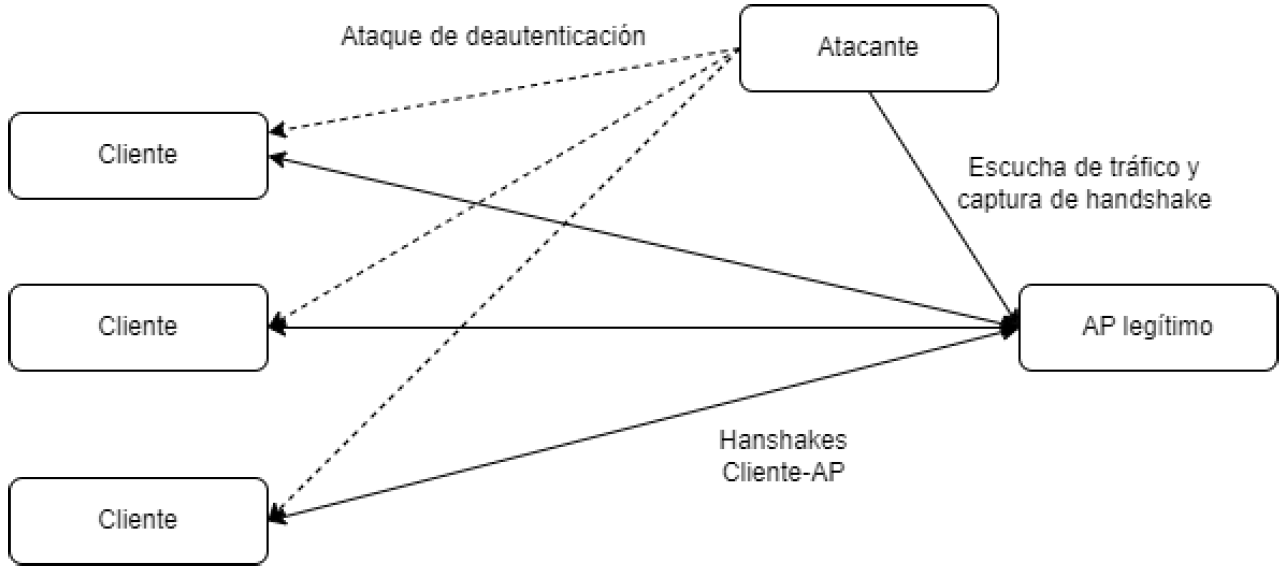 Ataque de deautenticación
Atacante
Cliente
Escucha de tráfico y
captura de handshake
Cliente
AP legítimo
Hanshakes
Cliente-AP
Cliente